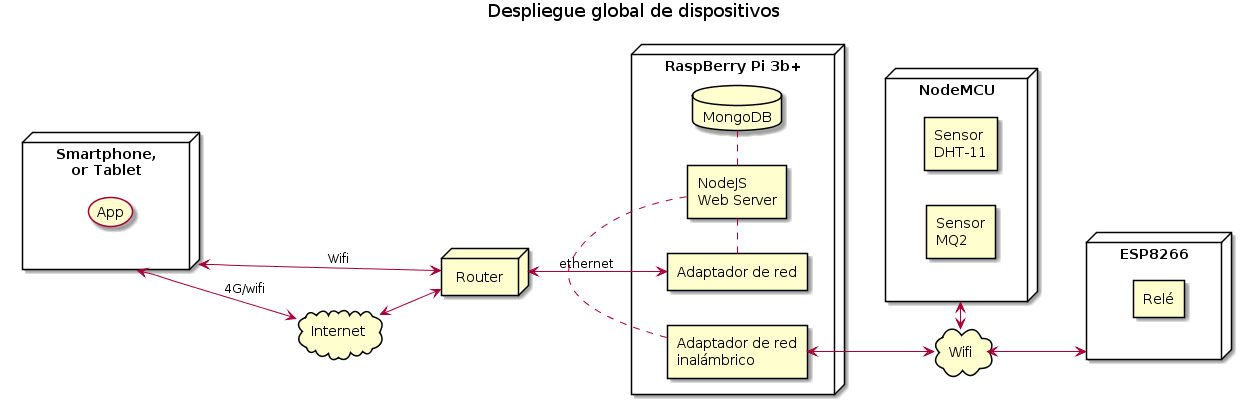 Despliegue global de dispositivos
Smartphone,
or Tablet
App
Wifi
4G/wifi
Internet
Router
ethernet
RaspBerry Pi 3b+
MongoDB
NodeJS
Web Server
Adaptador de red
Adaptador de red
inalámbrico
NodeMCU
Sensor
DHT-11
Sensor
MQ2
Wifi
ESP8266
Relé